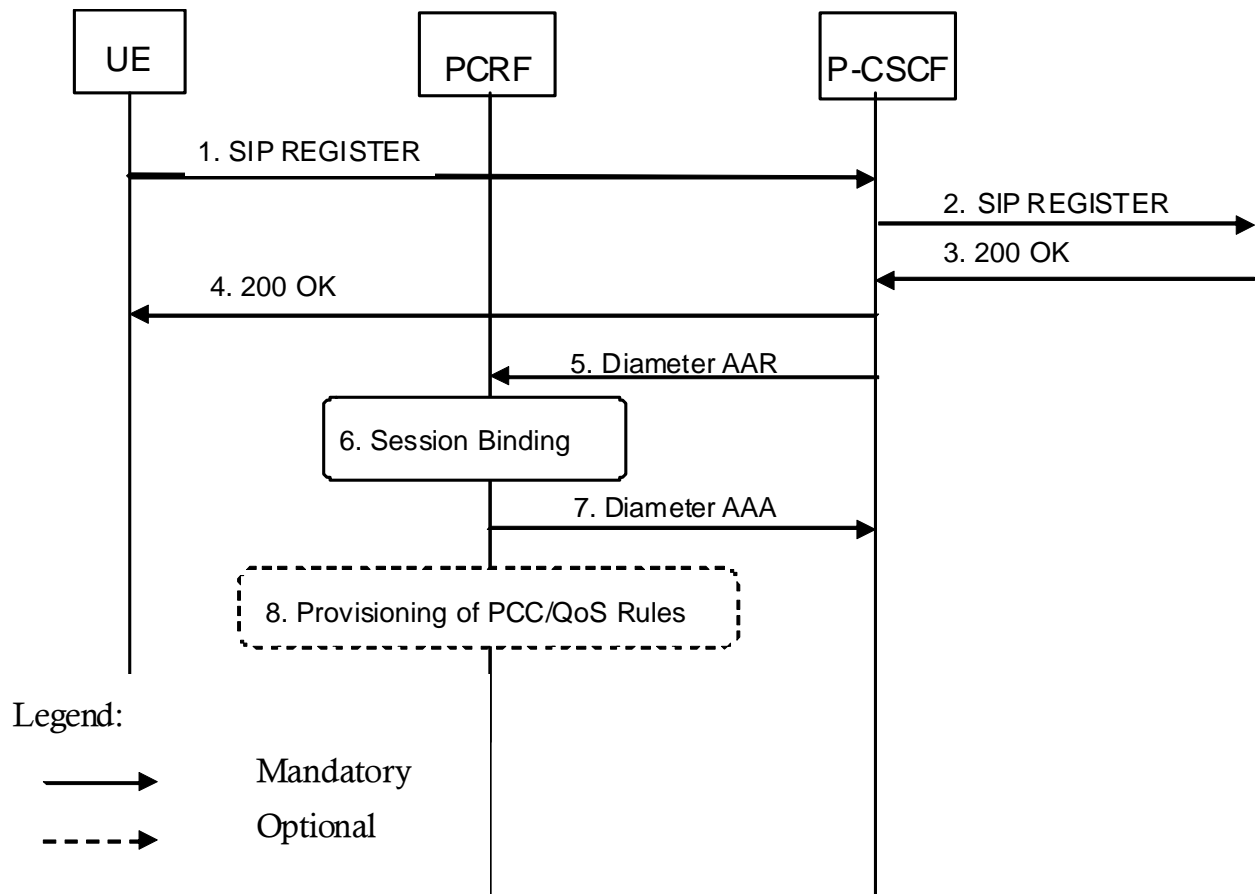 UE
PCRF
P-CSCF
1. SIP REGISTER
2. SIP REGISTER
3. 200 OK
4. 200 OK
5. Diameter AAR
6. Session Binding
7. Diameter AAA
8. Provisioning of PCC/QoS Rules
Legend:
Mandatory
Optional